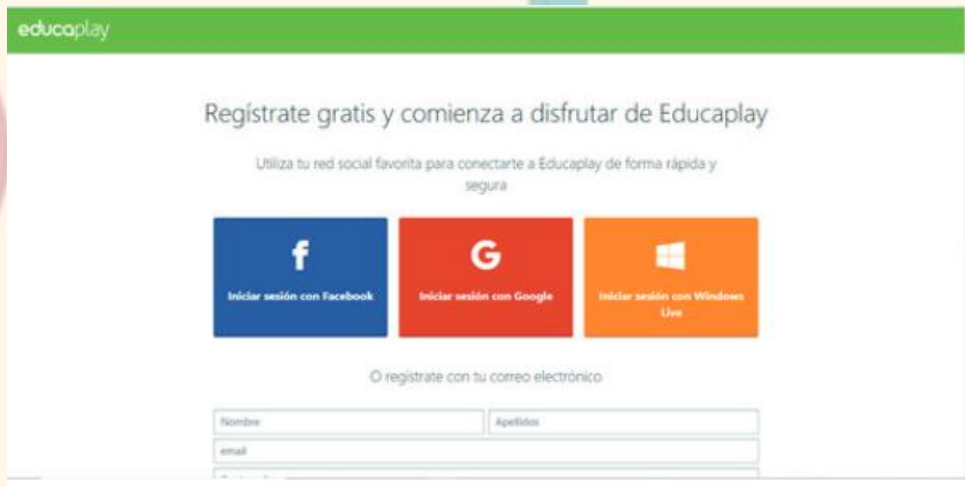 educaplay
Regístrate gratis y comienza a disfrutar de Educaplay
Utiliza tu red social favorita para conectarte a Educaplay de forma rápida y
segura
f
G
Iniciar sesión con Facebook
Iniciar sesión con Google
Iniciar sesión con Windows
Live
O regístrate con tu correo electrónico
Nombre
Apellidos
email